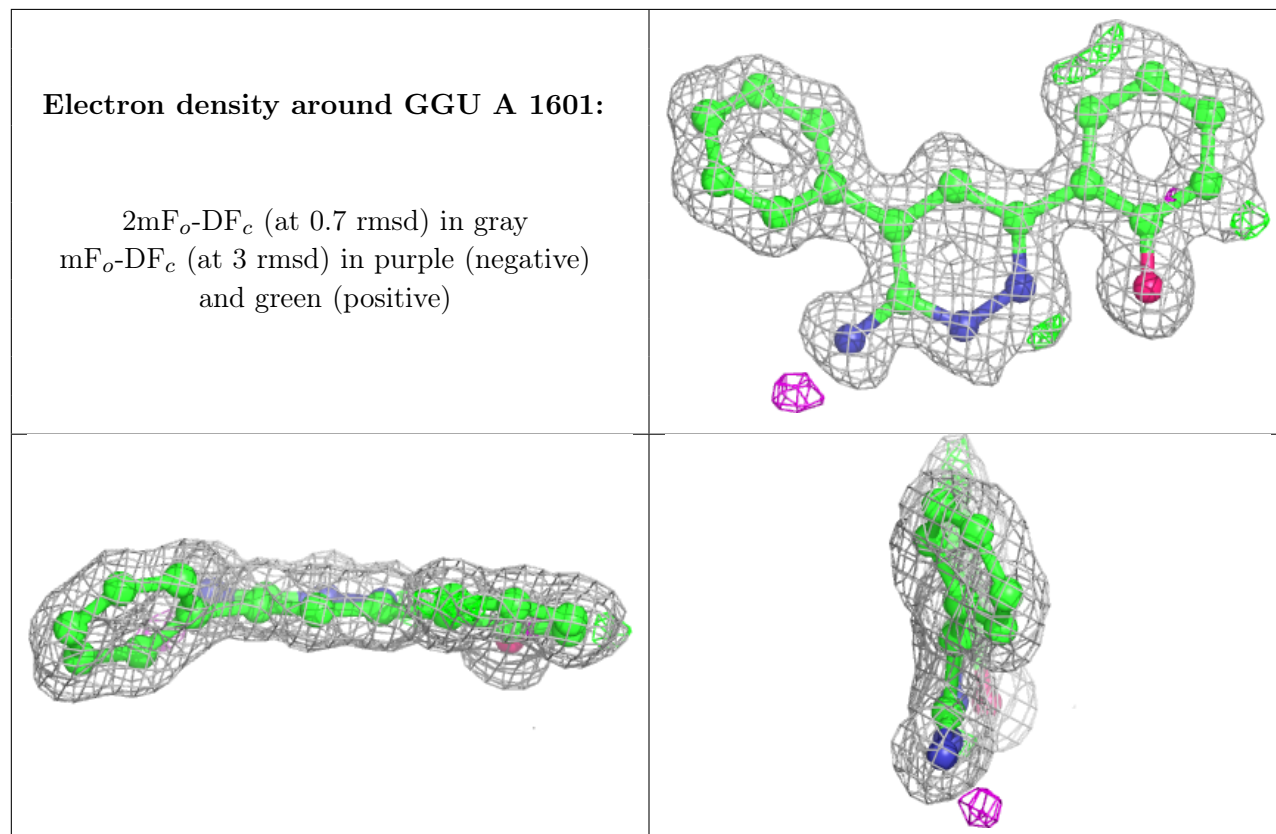 Electron density around GGU A 1601:
2mFo-DFc (at 0.7 rmsd) in gray
mFo-DFc (at 3 rmsd) in purple (negative)
and green (positive)